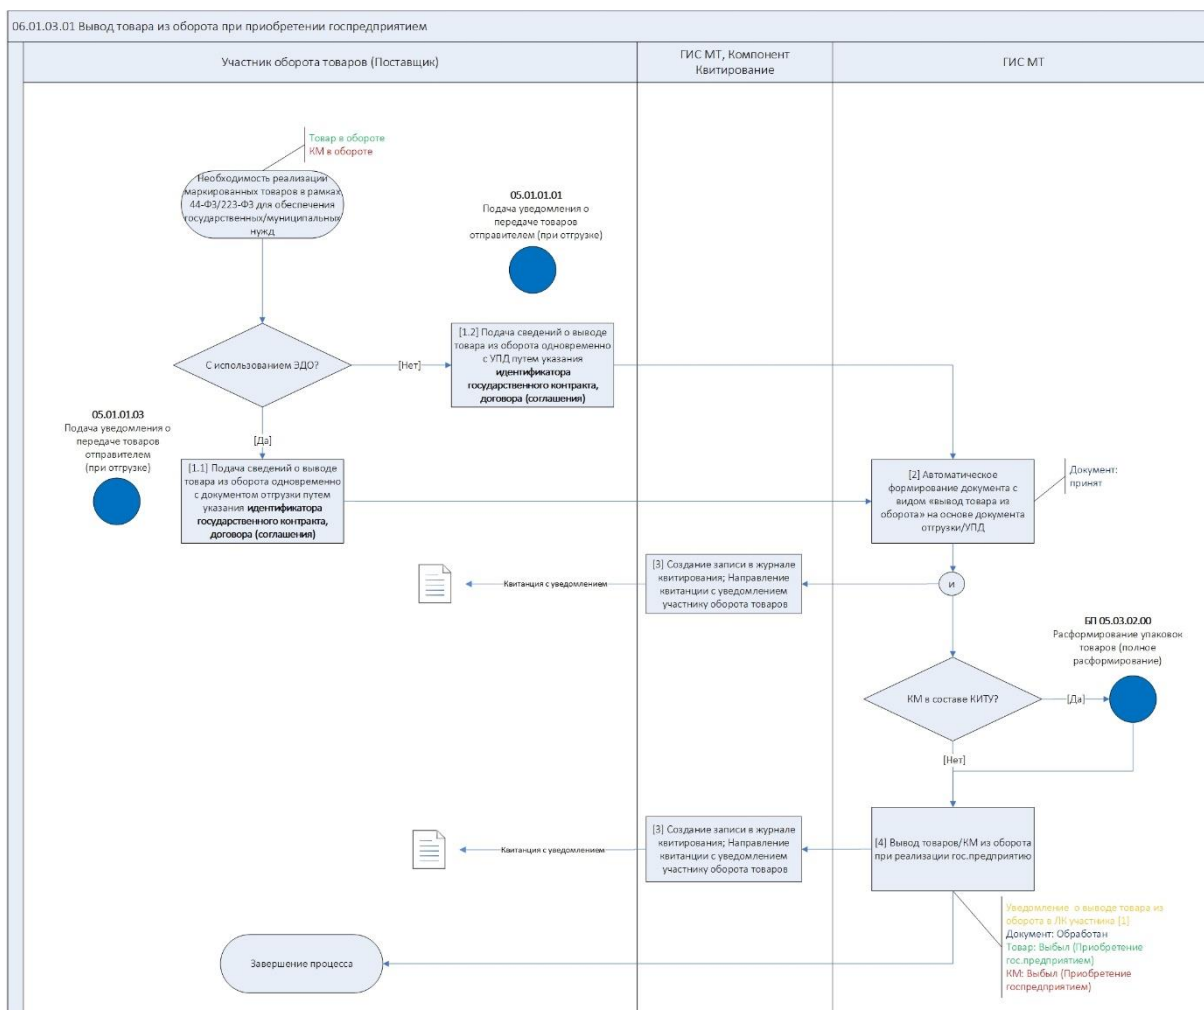 06.01.03.01 Вывод товара из оборота при приобретении госпредприятием
Участник оборота товаров (Поставщик)
ГИС МТ, Компонент
Квитирование
ГИС МТ
Товар в обороте
КМ в обороте
Необходимость реализации
маркированных товаров в рамках
44-ФЗ/223-ФЗ для обеспечения
государственных/муниципальных
нужд
05.01.01.01
Подача уведомления о
передаче товаров
отправителем (при отгрузке)
С использованием ЭДО?
[Нет]
[1.2] Подача сведений о выводе
товара из оборота одновременно
с УПД путем указания
идентификатора
государственного контракта,
договора (соглашения)
05.01.01.03
Подача уведомления о
передаче товаров
отправителем
(при отгрузке)
[Да]
[1.1] Подача сведений о выводе
товара из оборота одновременно
с документом отгрузки путем
указания идентификатора
государственного контракта,
договора (соглашения)
[2] Автоматическое
формирование документа с
видом «вывод товара из
оборота» на основе документа
отгрузки/УПД
Документ:
принят
Квитанция с уведомлением
[3] Создание записи в журнале
квитирования; Направление
квитанции с уведомлением
участнику оборота товаров
и
БП 05.03.02.00
Расформирование упаковок
товаров (полное
расформирование)
КМ в составе КИТУ?
[Да]
[Нет]
Квитанция с уведомлением
[3] Создание записи в журнале
квитирования; Направление
квитанции с уведомлением
участнику оборота товаров
[4] Вывод товаров/КМ из оборота
при реализации гос.предприятию
Уведомление о выводе товара из
оборота в ЛК участника [1]
Документ: Обработан
Товар: Выбыл (Приобретение
гос.предприятием)
КМ: Выбыл (Приобретение
госпредприятием)
Завершение процесса